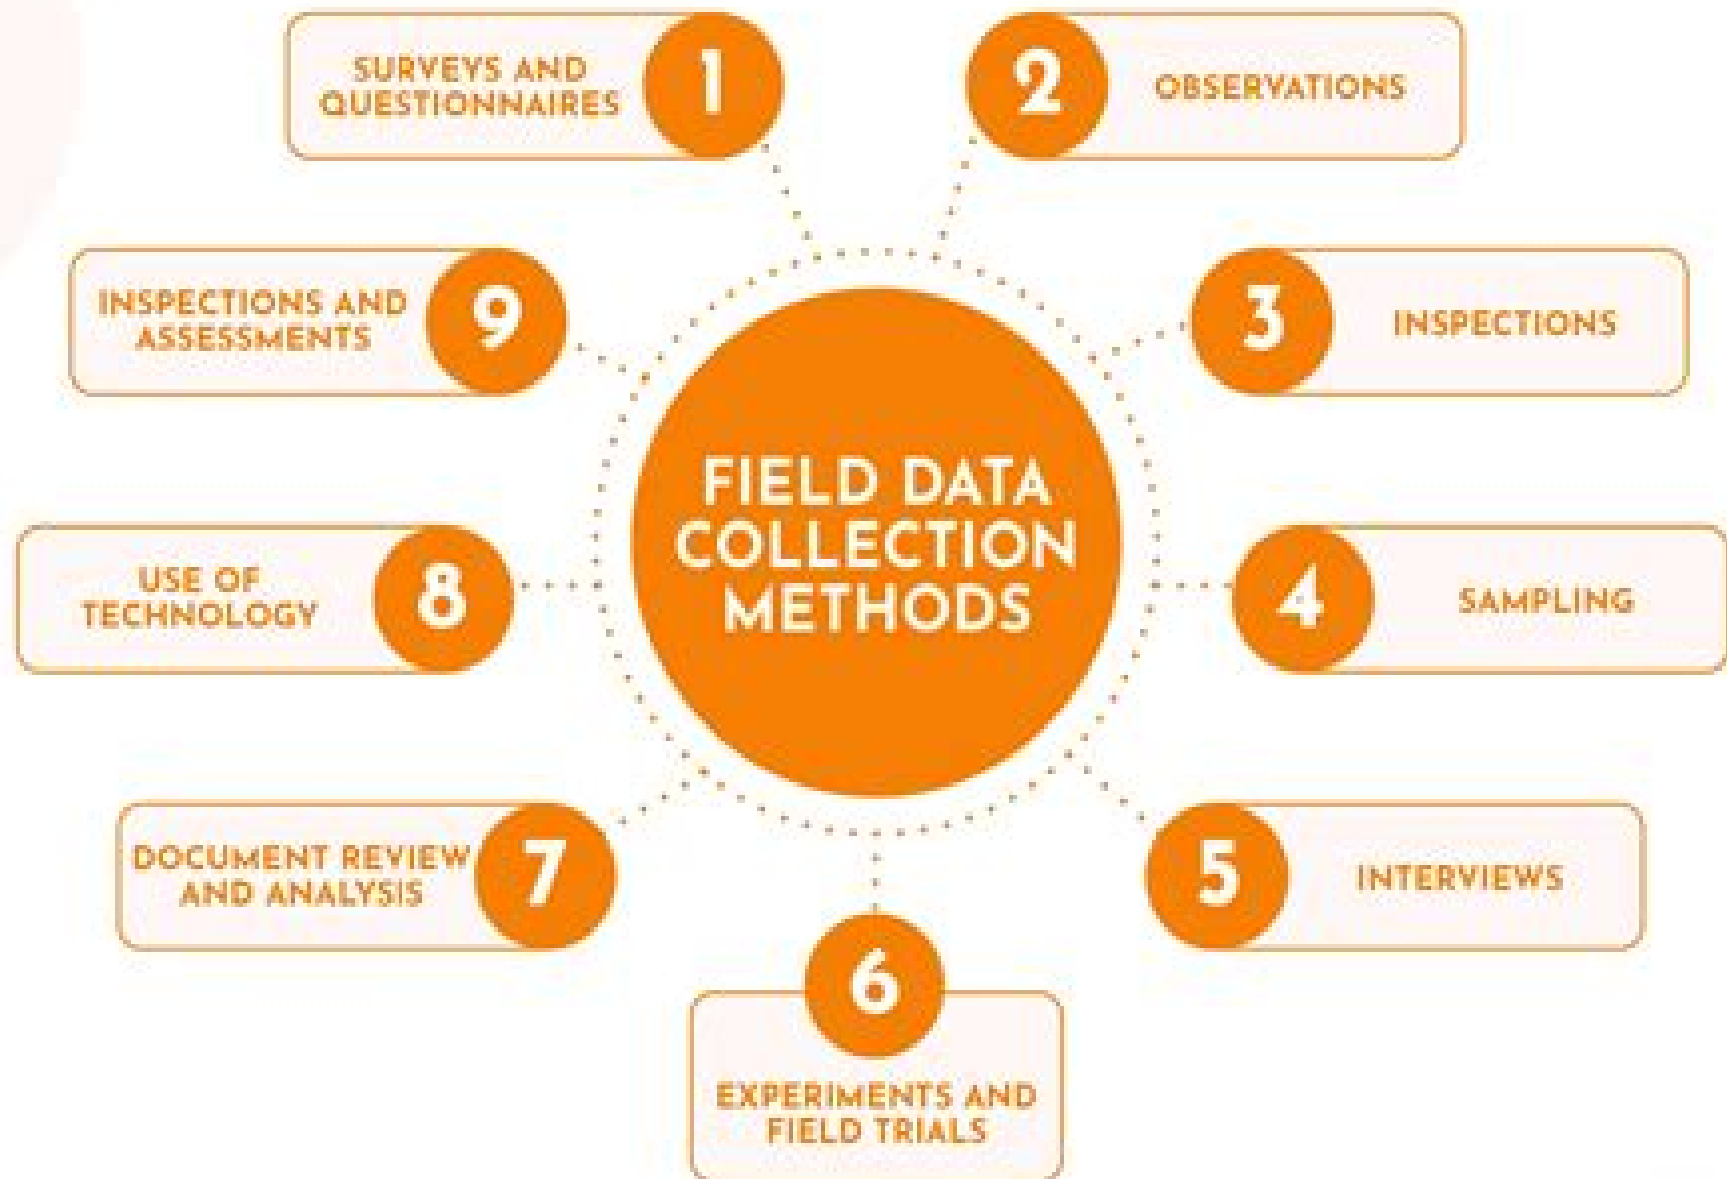 FIELD DATA
COLLECTION
METHODS
1
SURVEYS AND
QUESTIONNAIRES
2
OBSERVATIONS
3
INSPECTIONS
4
SAMPLING
5
INTERVIEWS
6
EXPERIMENTS AND
FIELD TRIALS
7
DOCUMENT REVIEW
AND ANALYSIS
8
USE OF
TECHNOLOGY
9
INSPECTIONS AND
ASSESSMENTS